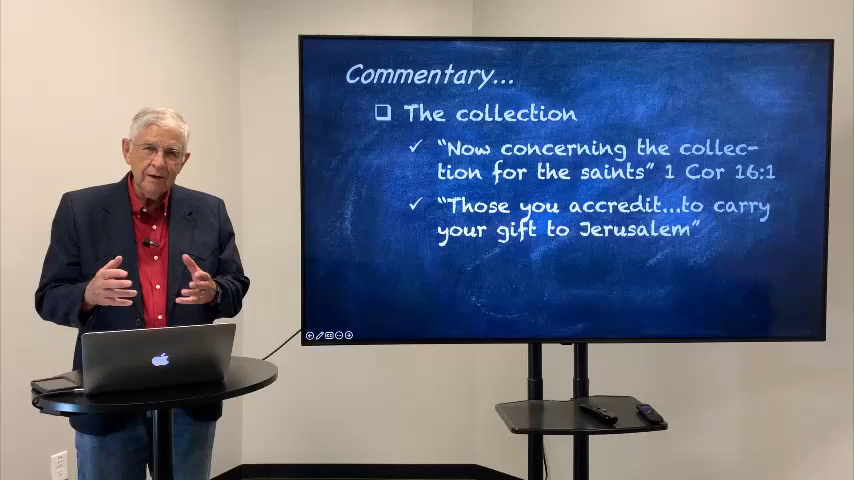 Commentary...
The collection
"Now concerning the collec-
tion for the saints" 1 Cor 16:1
"Those you accredit...to carry
your gift to Jerusalem"